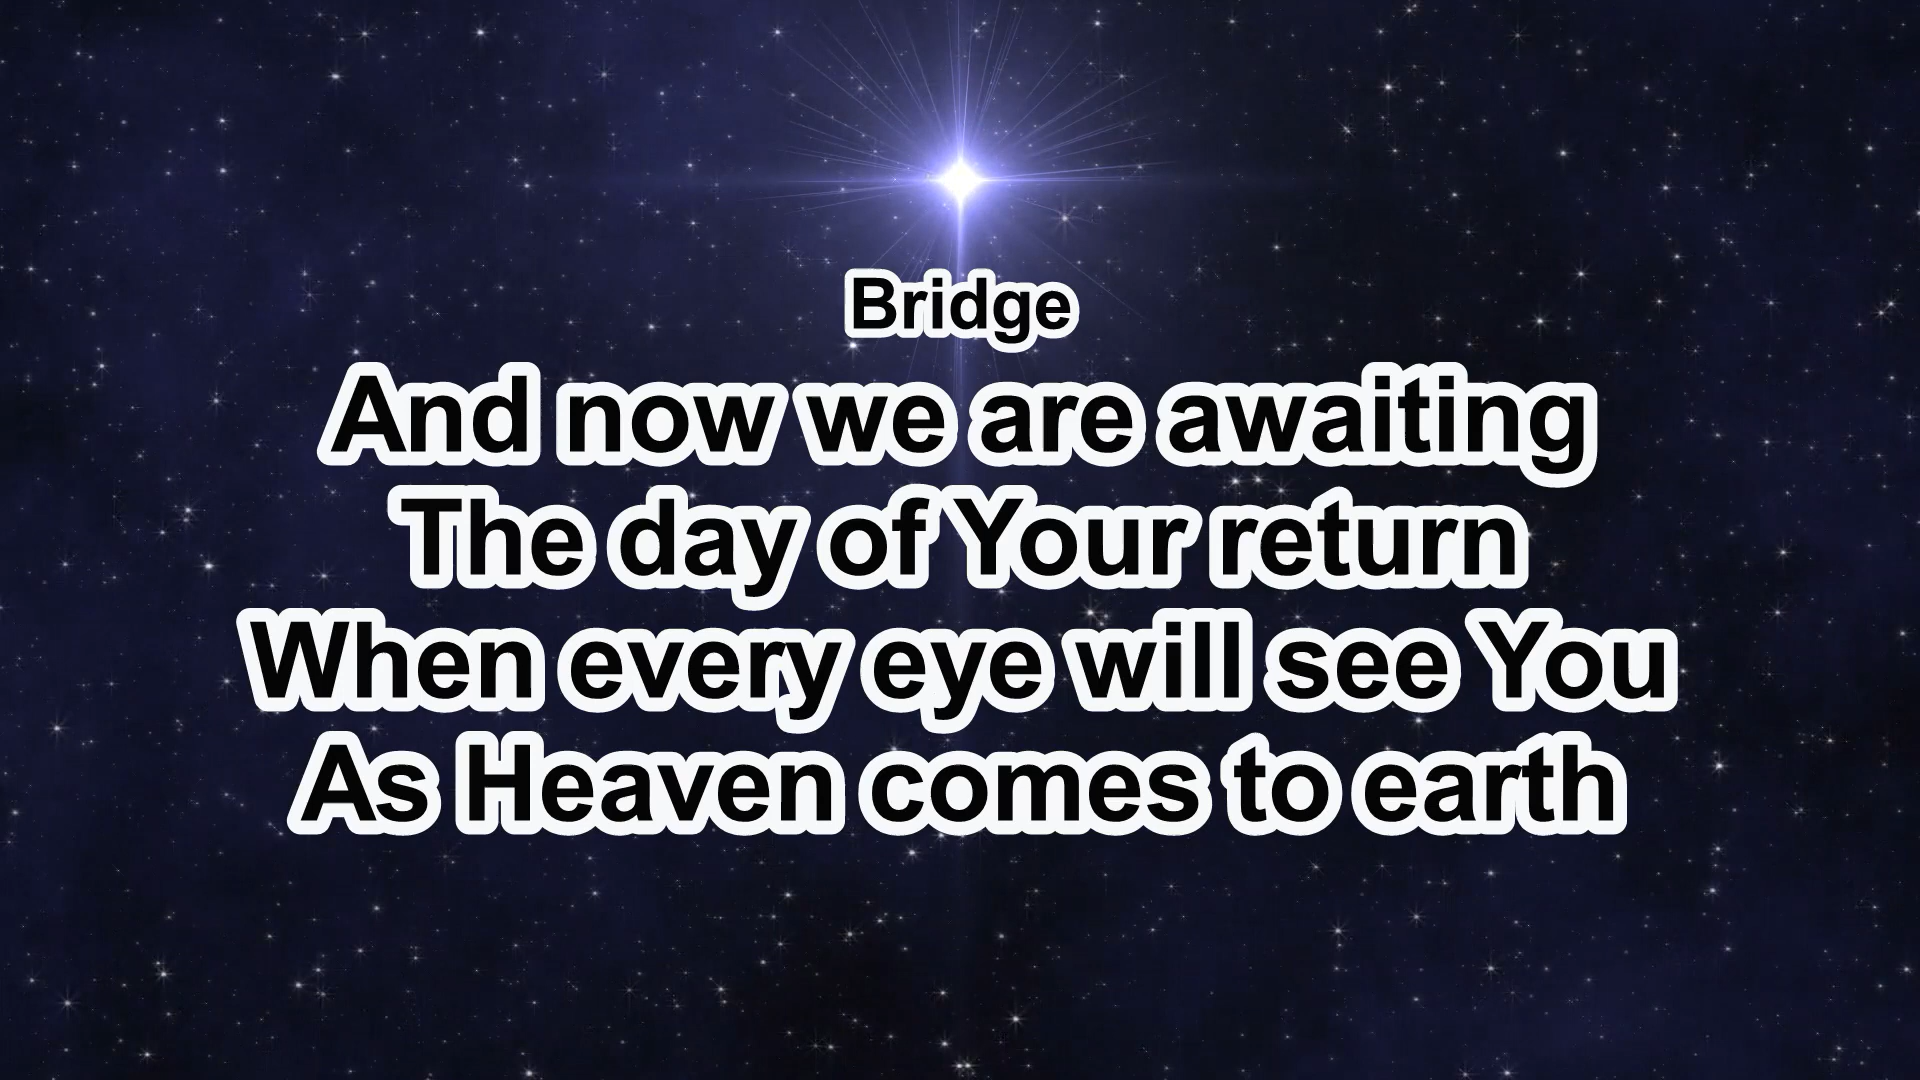 Bridge
And now we are awaiting
The day of Your return
When every eye will see You
As Heaven comes to earth